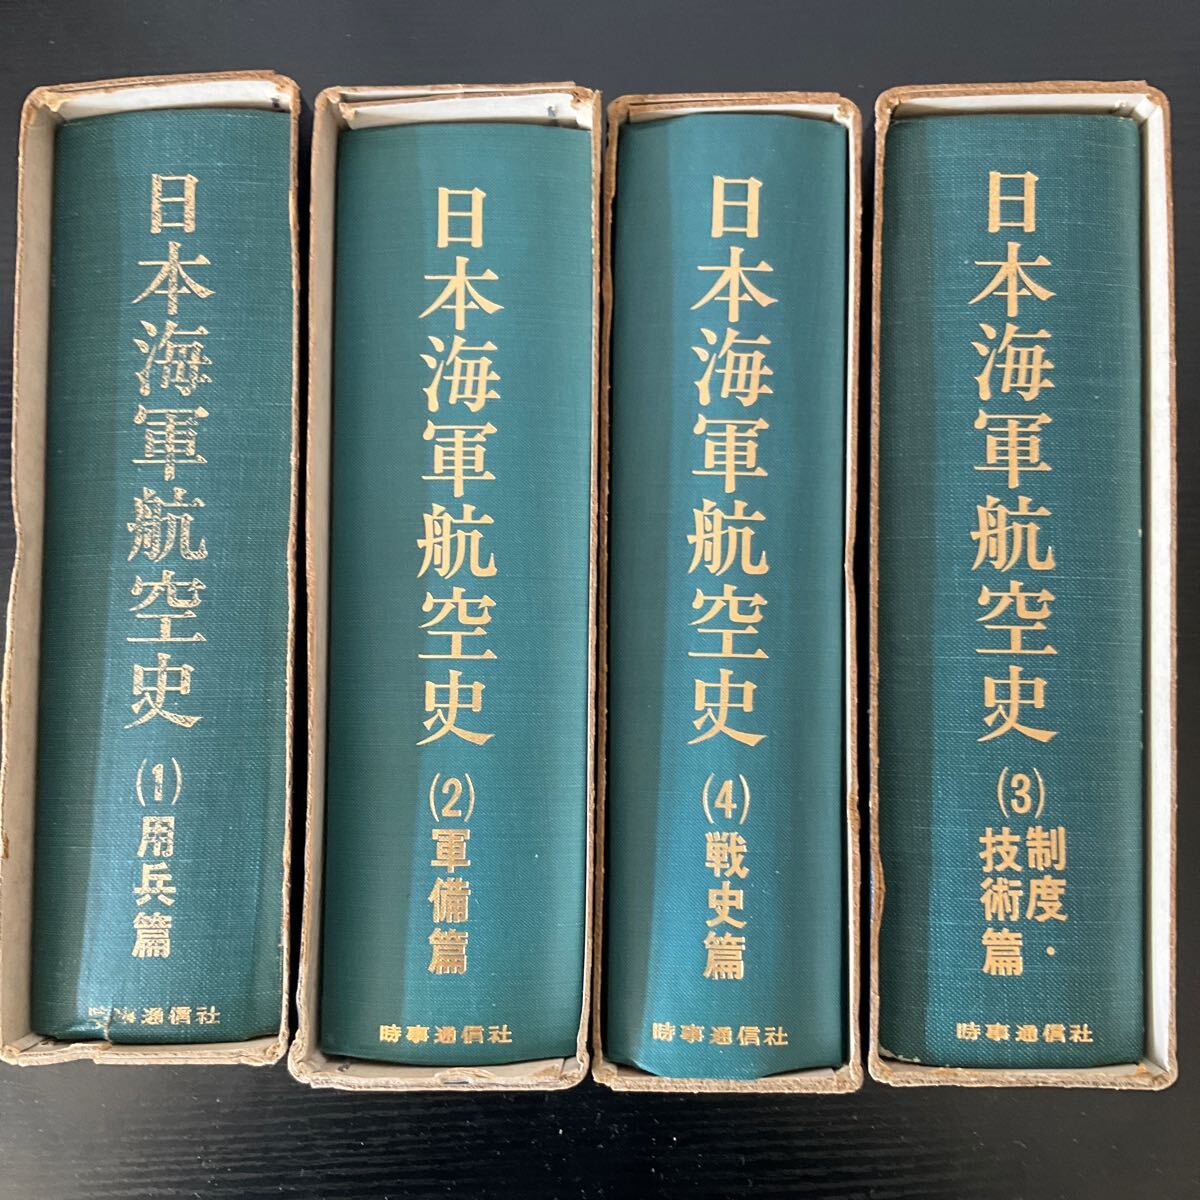 日本海軍航空史
(1)用兵篇
時事通信社
日本海軍航空史
(2)軍備篇
時事通信社
日本海軍航空史
(4)戦史篇
時事通信社
日本海軍航空史
(3)制度・
技術篇
時事通信社